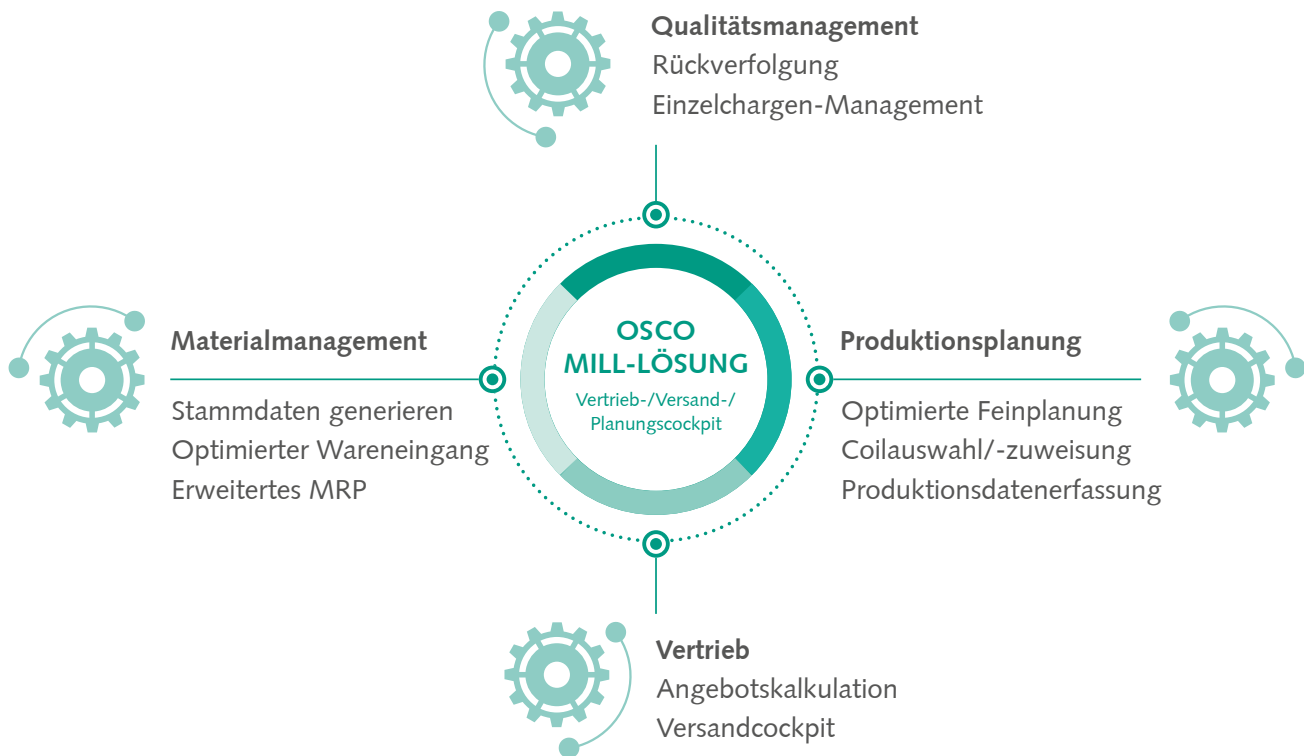 Qualitätsmanagement
Rückverfolgung
Einzelchargen-Management
Materialmanagement
Stammdaten generieren
Optimierter Wareneingang
Erweitertes MRP
OSCO
MILL-LÖSUNG
Vertrieb-/Versand-/
Planungscockpit
Produktionsplanung
Optimierte Feinplanung
Coilauswahl/-zuweisung
Produktionsdatenerfassung
Vertrieb
Angebotskalkulation
Versandcockpit